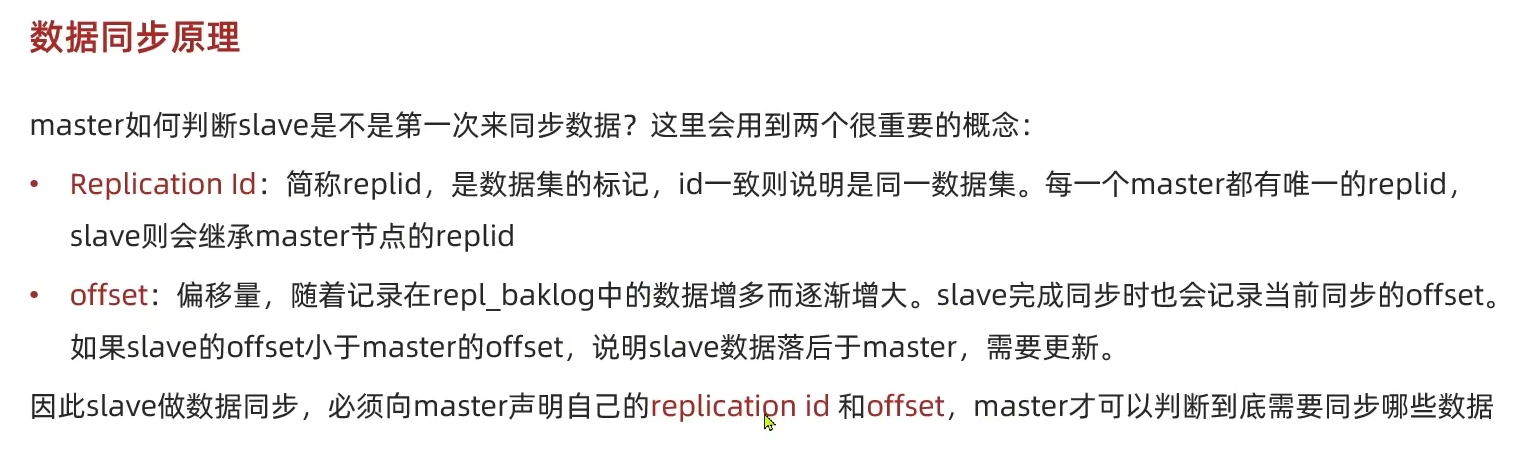 数据同步原理
master如何判断slave是不是第一次来同步数据？这里会用到两个很重要的概念：
• Replication Id：简称replid，是数据集的标记，id一致则说明是同一数据集。每一个master都有唯一的replid，
slave则会继承master节点的replid
• offset：偏移量，随着记录在repl_baklog中的数据增多而逐渐增大。slave完成同步时也会记录当前同步的offset。
如果slave的offset小于master的offset，说明slave数据落后于master，需要更新。
因此slave做数据同步，必须向master声明自己的replication id 和offset，master才可以判断到底需要同步哪些数据